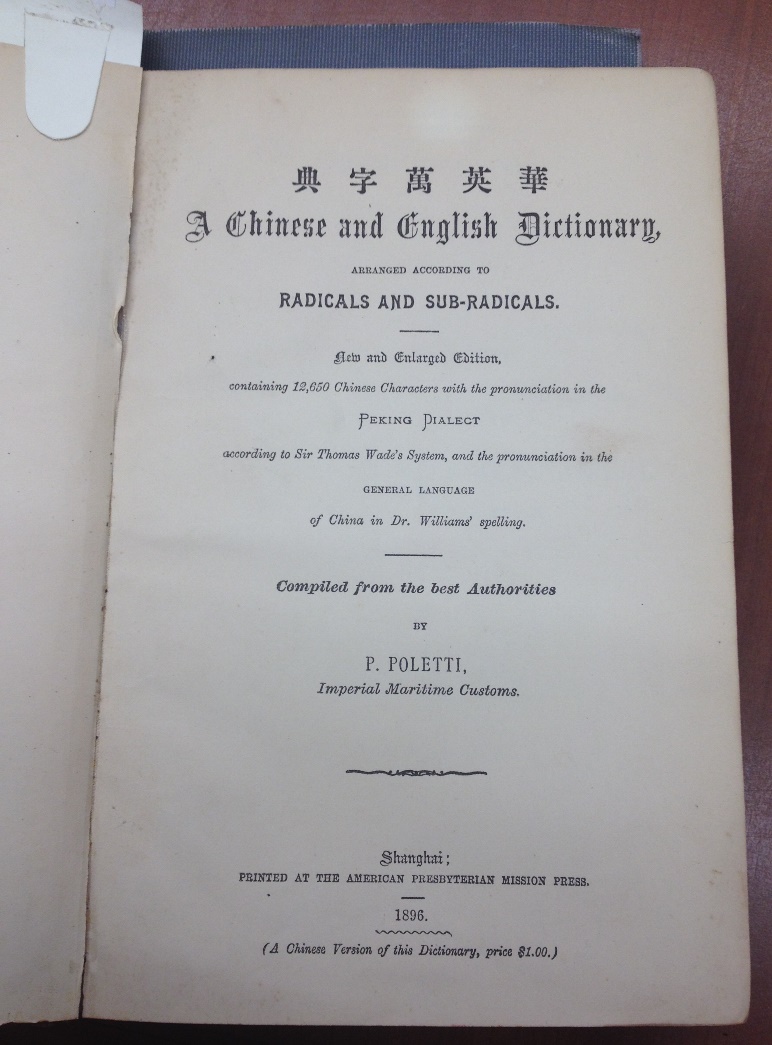 典字萬英華
A Chinese and English Dictionary,
ARRANGED ACCORDING TO
RADICALS AND SUB-RADICALS.
New and Enlarged Edition,
containing 12,650 Chinese Characters with the pronunciation in the
PEKING DIALECT
according to Sir Thomas Wade's System, and the pronunciation in the
GENERAL LANGUAGE
of China in Dr. Williams' spelling.
Compiled from the best Authorities
BY
P. POLETTI,
Imperial Maritime Customs.
Shanghai;
PRINTED AT THE AMERICAN PRESBYTERIAN MISSION PRESS.
1896.
(A Chinese Version of this Dictionary, price $1.00.)